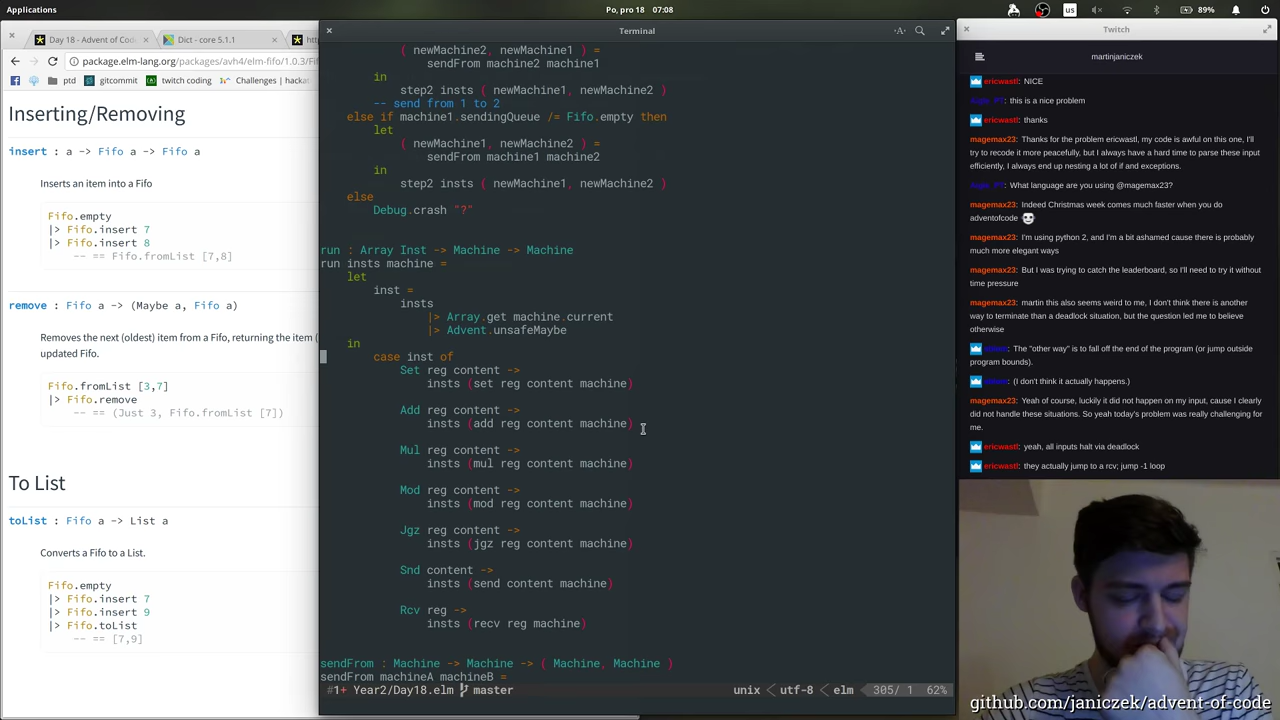 Applications
Po, pro 18 07:08
us
89%
Day 18 - Advent of Cod
Dict - core 5.1.1
package.elm-lang.org/packages/avh4/elm-fifo/1.0.3/Fi
ptd
gitcommit
twitch coding
Challenges | hackat
Inserting/Removing
insert : a -> Fifo a -> Fifo a
Inserts an item into a Fifo
Fifo.empty
|> Fifo.insert 7
|> Fifo.insert 8
-- == Fifo.fromList [7,8]
remove : Fifo a -> (Maybe a, Fifo a)
Removes the next (oldest) item from a Fifo, returning the item (
updated Fifo.
Fifo.fromList [3,7]
|> Fifo.remove
-- == (Just 3, Fifo.fromList [7])
To List
toList : Fifo a -> List a
Converts a Fifo to a List.
Fifo.empty
|> Fifo.insert 7
|> Fifo.insert 9
|> Fifo.toList
-- == [7,9]
Terminal
( newMachine2, newMachine1 ) =
sendFrom machine2 machine1
in
step2 insts ( newMachine1, newMachine2 )
-- send from 1 to 2
else if machine1.sendingQueue /= Fifo.empty then
let
( newMachine1, newMachine2 ) =
sendFrom machine1 machine2
in
step2 insts ( newMachine1, newMachine2 )
else
Debug.crash "?"
run : Array Inst -> Machine -> Machine
run insts machine =
let
inst =
insts
|> Array.get machine.current
|> Advent.unsafeMaybe
in
case inst of
Set reg content ->
insts (set reg content machine)
Add reg content ->
insts (add reg content machine)
Mul reg content ->
insts (mul reg content machine)
Mod reg content ->
insts (mod reg content machine)
Jgz reg content ->
insts (jgz reg content machine)
Snd content ->
insts (send content machine)
Rcv reg ->
insts (recv reg machine)
sendFrom : Machine -> Machine -> ( Machine, Machine )
sendFrom machineA machineB =
#1+ Year2/Day18.elm master
unix < utf-8 < elm 305/ 1 62%
Twitch
martinjaniczek
ericwastl: NICE
this is a nice problem
ericwastl: thanks
magemax23: Thanks for the problem ericwastl, my code is awful on this one, I'll
try to recode it more peacefully, but I always have a hard time to parse these input
efficiently, I always end up nesting a lot of if and exceptions.
What language are you using @magemax23?
magemax23: Indeed Christmas week comes much faster when you do
adventofcode
magemax23: I'm using python 2, and I'm a bit ashamed cause there is probably
much more elegant ways
magemax23: But I was trying to catch the leaderboard, so I'll need to try it without
time pressure
magemax23: martin this also seems weird to me, I don't think there is another
way to terminate than a deadlock situation, but the question led me to believe
otherwise
The "other way" is to fall off the end of the program (or jump outside
program bounds).
(I don't think it actually happens.)
magemax23: Yeah of course, luckily it did not happen on my input, cause I clearly
did not handle these situations. So yeah today's problem was really challenging for
me.
ericwastl: yeah, all inputs halt via deadlock
ericwastl: they actually jump to a rcv; jump -1 loop
github.com/janiczek/advent-of-code